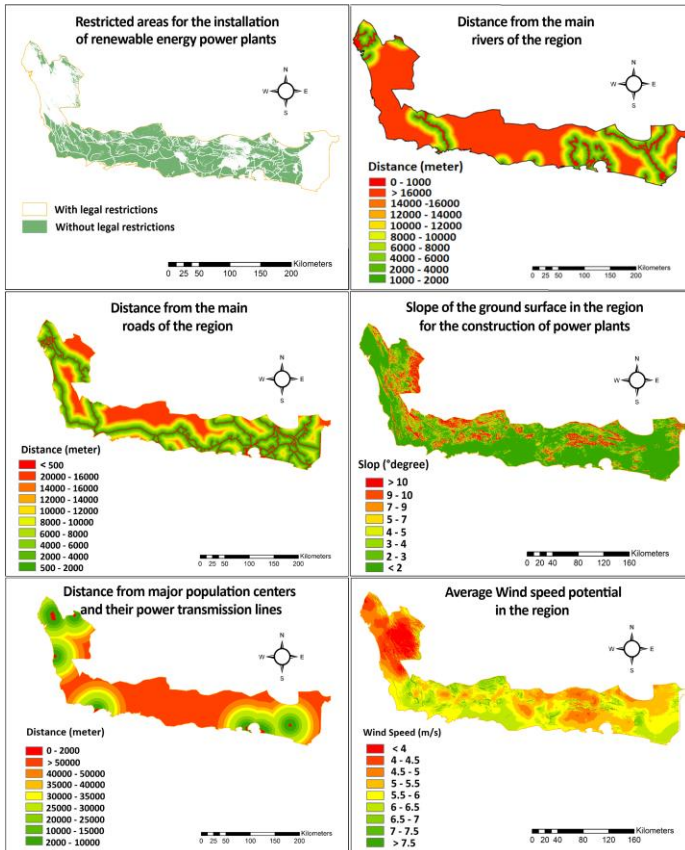 Restricted areas for the installation
of renewable energy power plants
N
W
E
S
With legal restrictions
Without legal restrictions
Kilometers
0 25 50 100 150 200
Distance from the main
rivers of the region
N
W
E
S
Distance (meter)
0 - 1000
> 16000
14000 -16000
12000 - 14000
10000 - 12000
8000 - 10000
6000 - 8000
4000 - 6000
2000 - 4000
1000 - 2000
Kilometers
0 25 50 100 150 200
Distance from the main
roads of the region
N
W
E
S
Distance (meter)
< 500
20000 - 16000
14000 - 16000
12000 - 14000
10000 - 12000
8000 - 10000
6000 - 8000
4000 - 6000
2000 - 4000
500 - 2000
Kilometers
0 25 50 100 150 200
Slope of the ground surface in the region
for the construction of power plants
N
W
E
S
Slop (°degree)
> 10
9 - 10
7 - 9
5 - 7
4 - 5
3 - 4
2 - 3
< 2
Kilometers
0 20 40 80 120 160
Distance from major population centers
and their power transmission lines
N
W
E
S
Distance (meter)
0 - 2000
> 50000
40000 - 50000
35000 - 40000
30000 - 35000
25000 - 30000
20000 - 25000
10000 - 15000
2000 - 10000
Kilometers
0 25 50 100 150 200
Average Wind speed potential
in the region
N
W
E
S
Wind Speed (m/s)
< 4
4 - 4.5
4.5 - 5
5 - 5.5
5.5 - 6
6 - 6.5
6.5 - 7
7 - 7.5
> 7.5
Kilometers
0 20 40 80 120 160